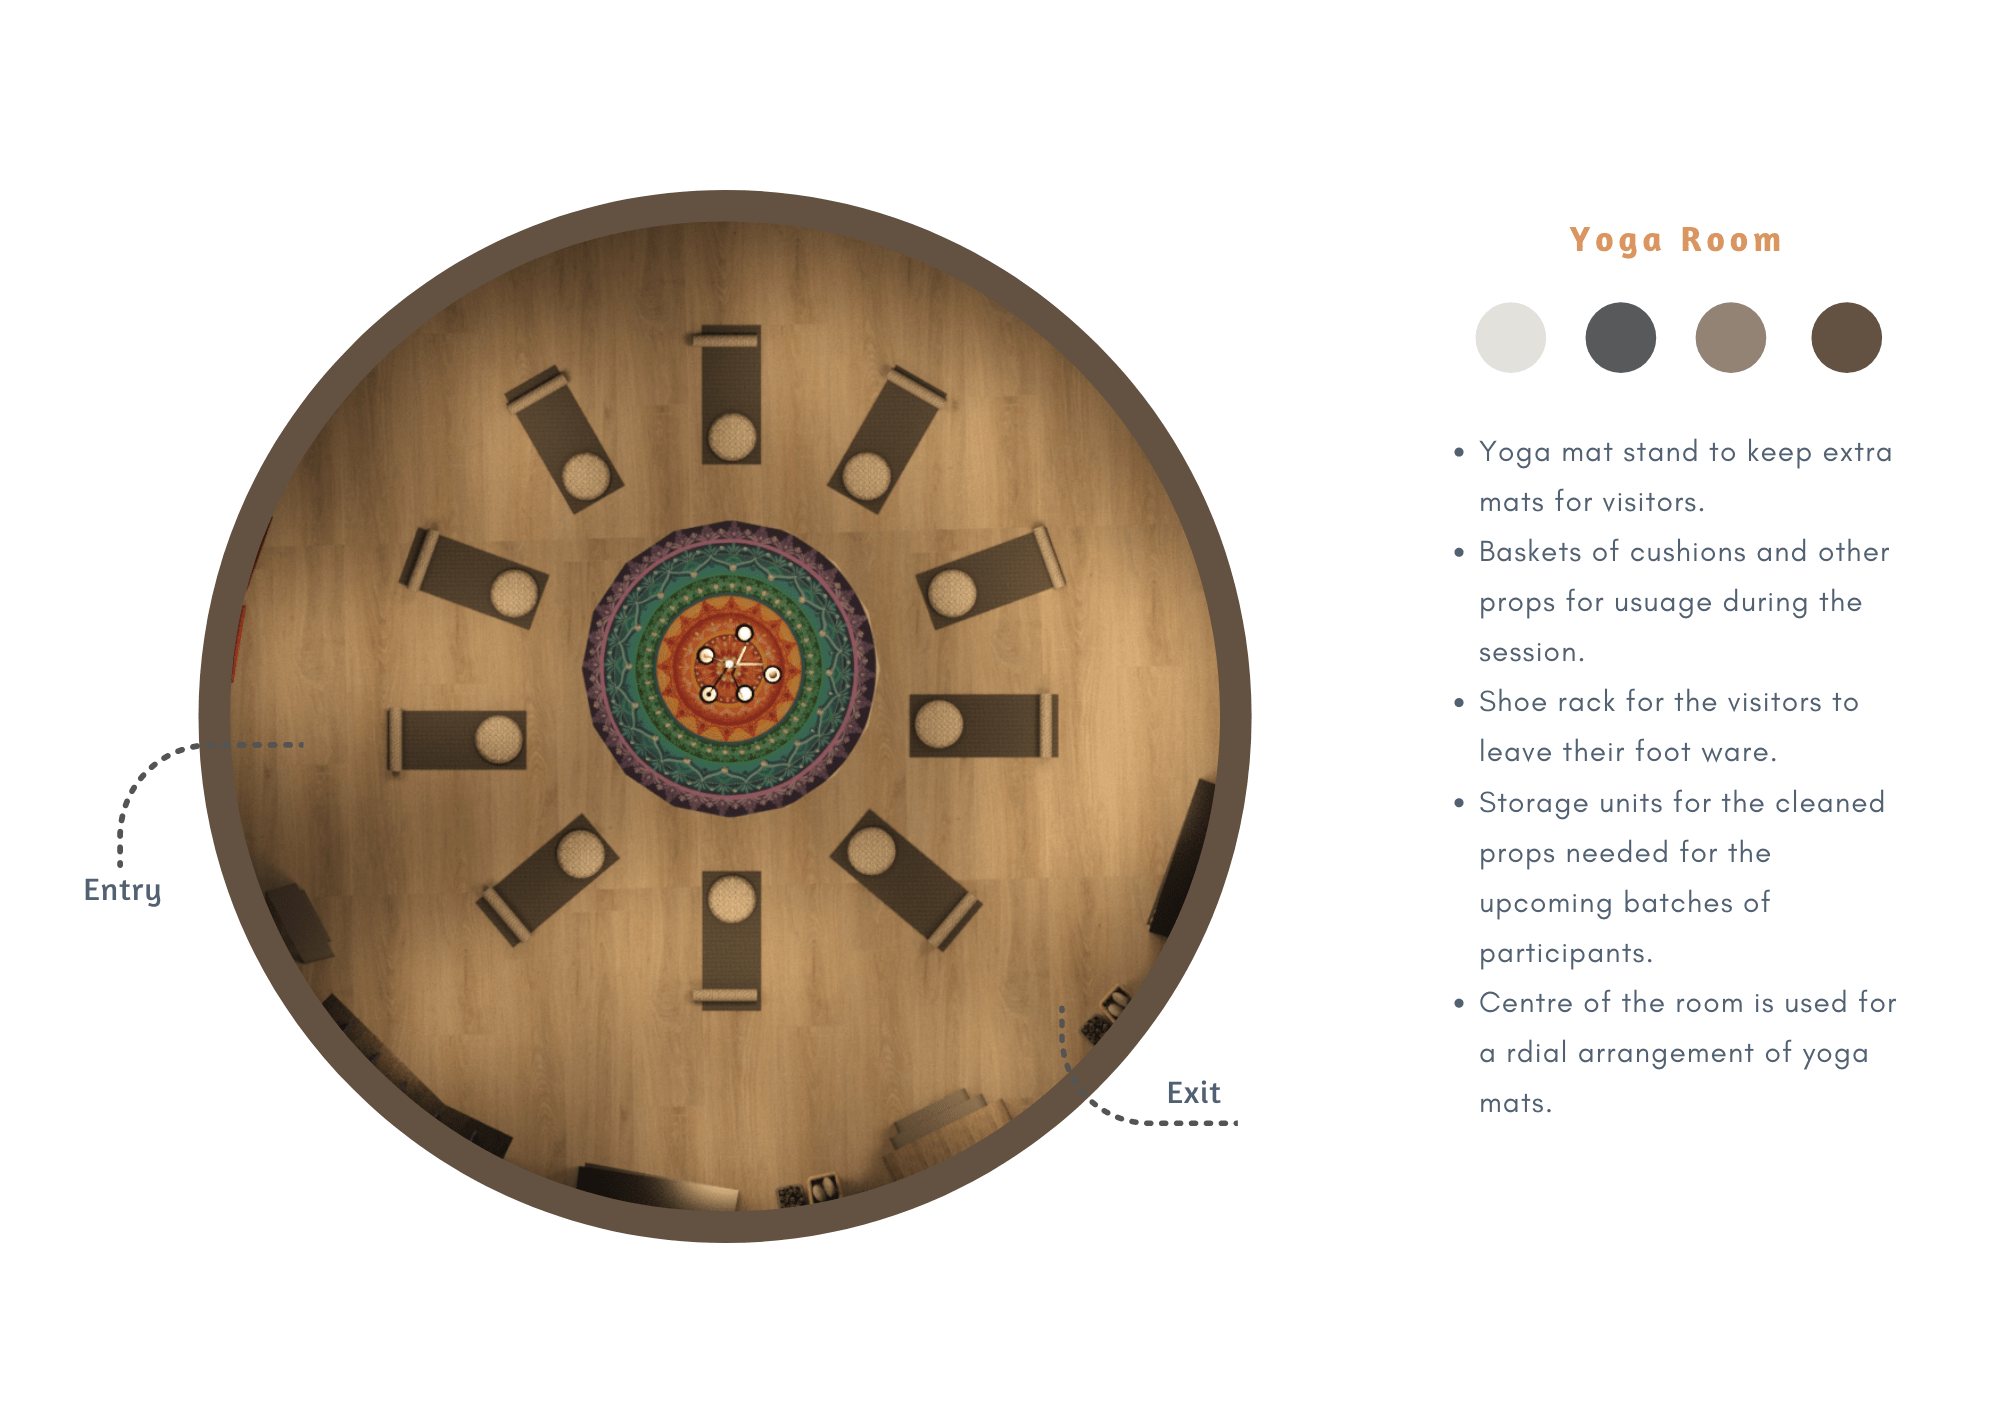 Yoga Room
• Yoga mat stand to keep extra
mats for visitors.
• Baskets of cushions and other
props for usuage during the
session.
• Shoe rack for the visitors to
leave their foot ware.
• Storage units for the cleaned
props needed for the
upcoming batches of
participants.
• Centre of the room is used for
a rdial arrangement of yoga
mats.
Entry
Exit